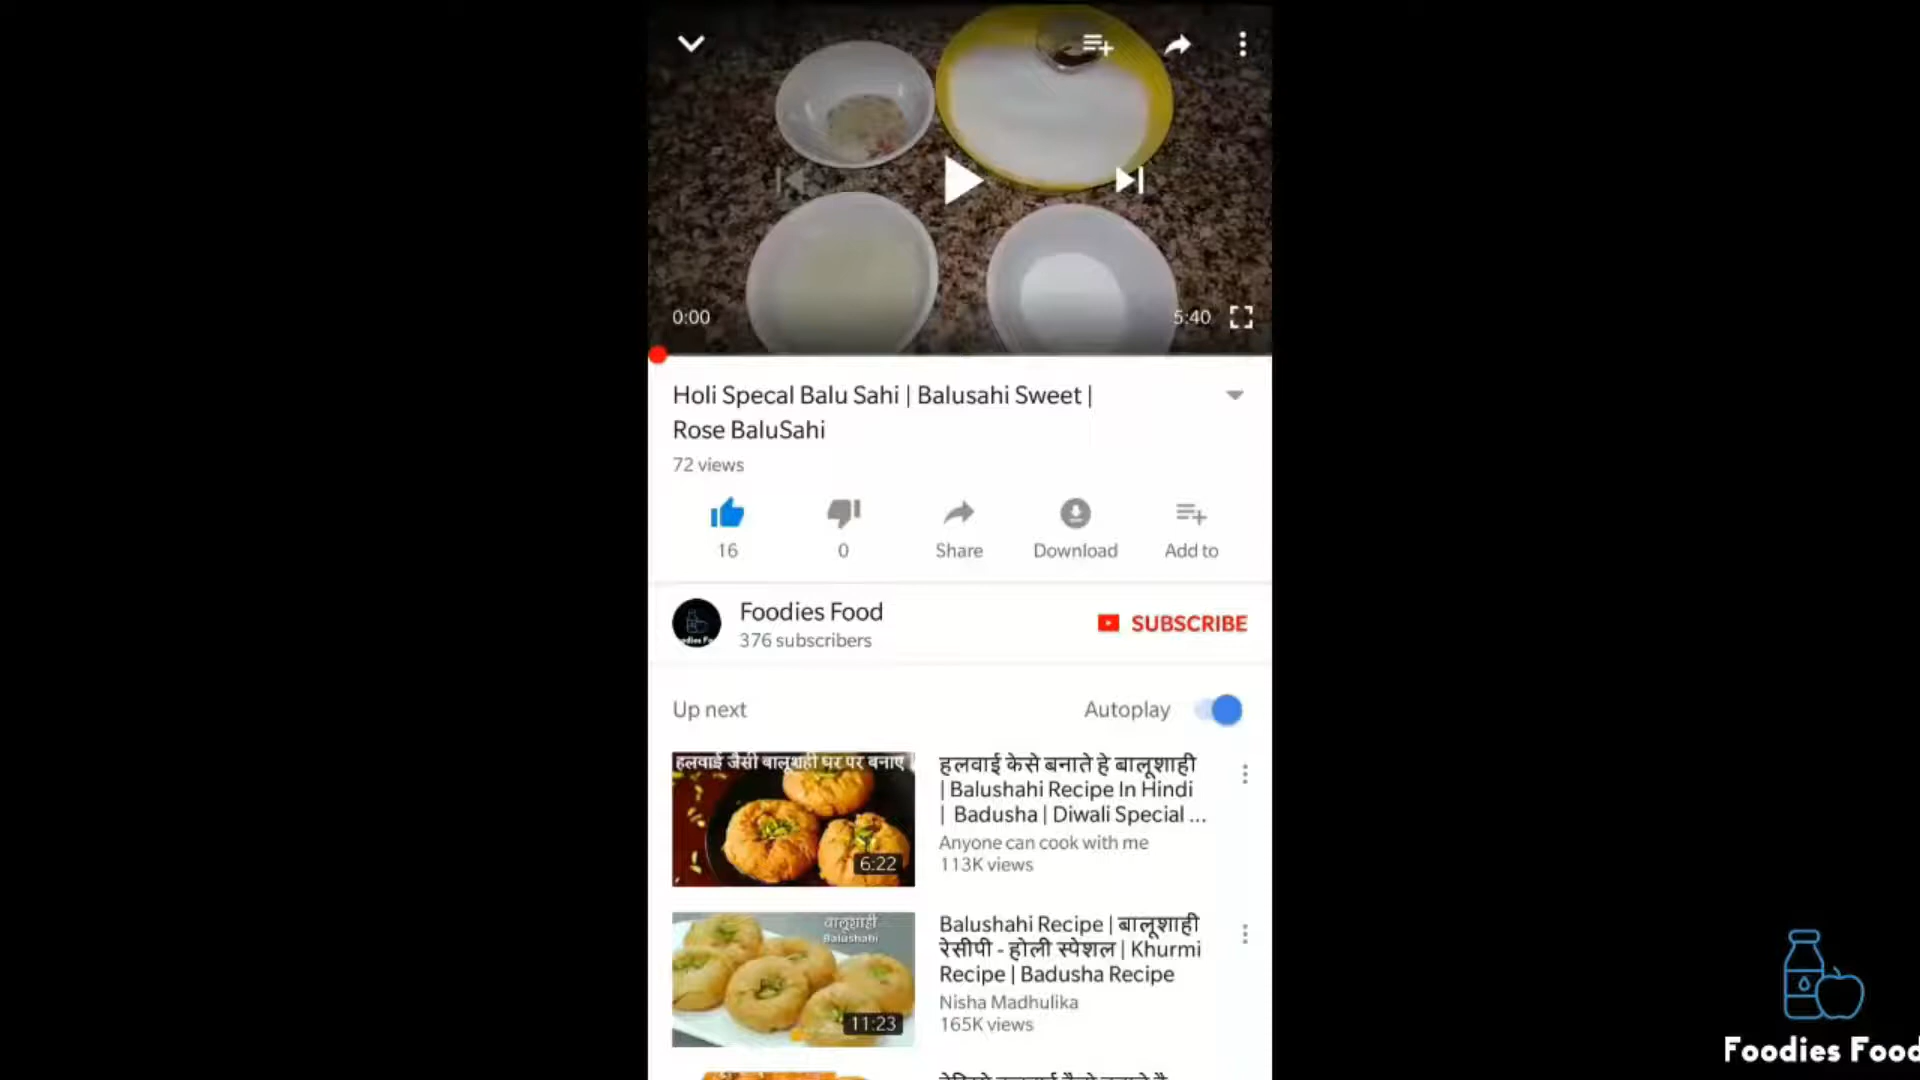 0:00
5:40
Holi Specal Balu Sahi | Balusahi Sweet |
Rose BaluSahi
72 views
16
0
Share
Download
Add to
Foodies Food
376 subscribers
SUBSCRIBE
Up next
Autoplay
हलवाई जैसी बालूशाही घर पर बनाए
6:22
हलवाई केसे बनाते हे बालूशाही
| Balushahi Recipe In Hindi
| Badusha | Diwali Special ...
Anyone can cook with me
113K views
बालूशाही
Balushahi
11:23
Balushahi Recipe | बालूशाही
रेसीपी - होली स्पेशल | Khurmi
Recipe | Badusha Recipe
Nisha Madhulika
165K views
Foodies Food